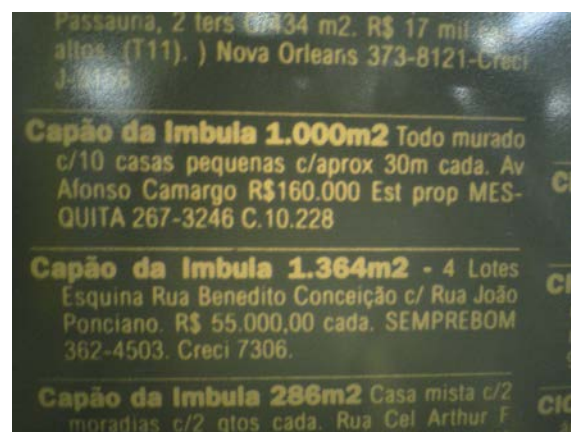 Passaúna, 2 ters 434 m2. R$ 17 mil
altos. (T11). ) Nova Orleans 373-8121-Creci
Capão da Imbuia 1.000m2 Todo murado
c/10 casas pequenas c/aprox 30m cada. Av
Afonso Camargo R$160.000 Est prop MES-
QUITA 267-3246 C.10.228
Capão da Imbuia 1.364m2 - 4 Lotes
Esquina Rua Benedito Conceição c/ Rua João
Ponciano. R$ 55.000,00 cada. SEMPREBOM
362-4503. Creci 7306.
Capão da Imbuia 286m2 Casa mista c/2
moradias c/2 qtos cada. Rua Cel Arthur F